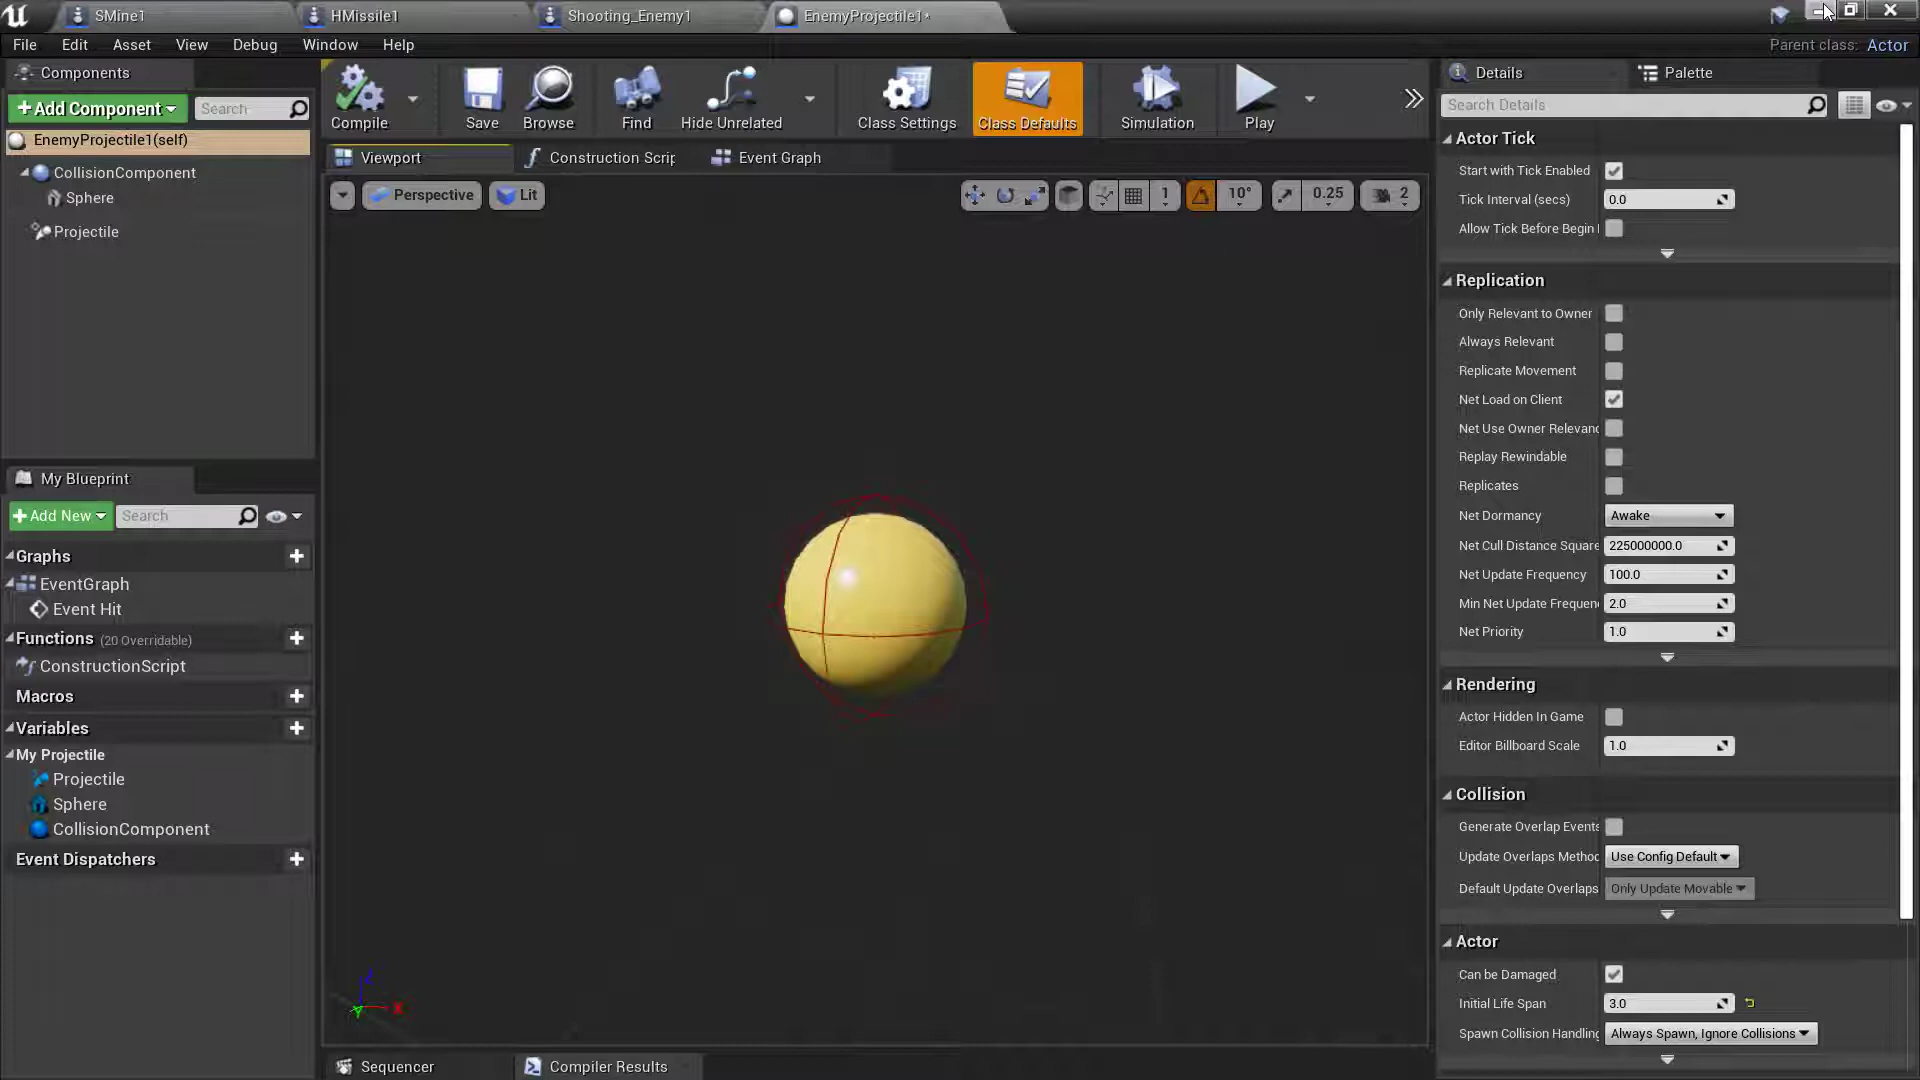 SMine1
HMissile1
Shooting_Enemy1
EnemyProjectile1*
File Edit Asset View Debug Window Help
Parent class: Actor
Components
Add Component
Search
EnemyProjectile1(self)
CollisionComponent
Sphere
Projectile
Compile
Save
Browse
Find
Hide Unrelated
Class Settings
Class Defaults
Simulation
Play
Viewport
Construction Scrip
Event Graph
Perspective
Lit
1
10°
0.25
2
X
My Blueprint
Add New
Search
Graphs
EventGraph
Event Hit
Functions (20 Overridable)
ConstructionScript
Macros
Variables
My Projectile
Projectile
Sphere
CollisionComponent
Event Dispatchers
Sequencer
Compiler Results
Details
Palette
Search Details
Actor Tick
Start with Tick Enabled
Tick Interval (secs) 0.0
Allow Tick Before Begin
Replication
Only Relevant to Owner
Always Relevant
Replicate Movement
Net Load on Client
Net Use Owner Relevanc
Replay Rewindable
Replicates
Net Dormancy Awake
Net Cull Distance Square 225000000.0
Net Update Frequency 100.0
Min Net Update Frequen 2.0
Net Priority 1.0
Rendering
Actor Hidden In Game
Editor Billboard Scale 1.0
Collision
Generate Overlap Events
Update Overlaps Methoc Use Config Default
Default Update Overlaps Only Update Movable
Actor
Can be Damaged
Initial Life Span 3.0
Spawn Collision Handling Always Spawn, Ignore Collisions